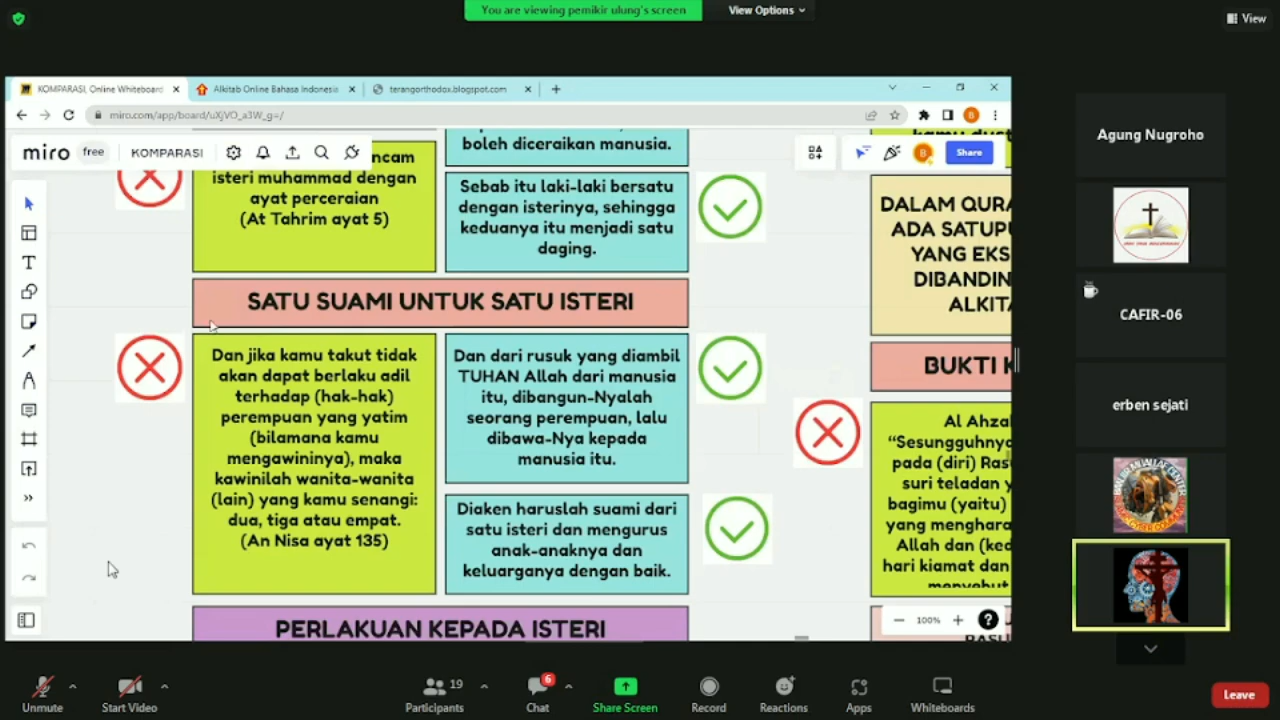 You are viewing pemikir ulung's screen
View Options
View
KOMPARASI, Online Whiteboard
Alkitab Online Bahasa Indonesia
terangorthodox.blogspot.com
miro.com/app/board/uXjVO_a3W_g=/
miro
free
KOMPARASI
Share
ncam
isteri muhammad dengan
ayat perceraian
(At Tahrim ayat 5)
boleh diceraikan manusia.
Sebab itu laki-laki bersatu
dengan isterinya, sehingga
keduanya itu menjadi satu
daging.
SATU SUAMI UNTUK SATU ISTERI
Dan jika kamu takut tidak
akan dapat berlaku adil
terhadap (hak-hak)
perempuan yang yatim
(bilamana kamu
mengawininya), maka
kawinilah wanita-wanita
(lain) yang kamu senangi:
dua, tiga atau empat.
(An Nisa ayat 135)
Dan dari rusuk yang diambil
TUHAN Allah dari manusia
itu, dibangun-Nyalah
seorang perempuan, lalu
dibawa-Nya kepada
manusia itu.
Diaken haruslah suami dari
satu isteri dan mengurus
anak-anaknya dan
keluarganya dengan baik.
PERLAKUAN KEPADA ISTERI
DALAM QURA
ADA SATUPU
YANG EKS
DIBANDIN
ALKITA
BUKTI K
Al Ahza
“Sesungguhny
pada (diri) Ras
suri teladan y
bagimu (yaitu)
yang menghara
Allah dan (ked
hari kiamat dan
menyebut
100%
Agung Nugroho
CAFIR-06
erben sejati
Unmute
Start Video
19
Participants
6
Chat
Share Screen
Record
Reactions
Apps
Whiteboards
Leave